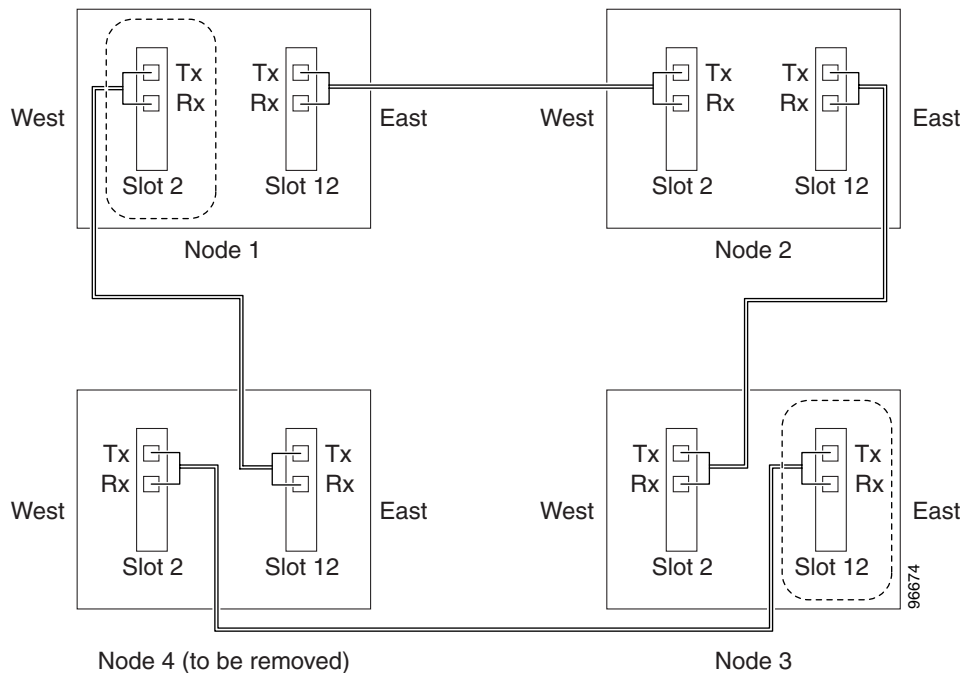 Tx Tx Tx Tx
Rx Rx Rx Rx
West East West East
Slot 2 Slot 12 Slot 2 Slot 12
Node 1 Node 2
Tx Tx Tx Tx
Rx Rx Rx Rx
West East West East
Slot 2 Slot 12 Slot 2 Slot 12
96674
Node 4 (to be removed) Node 3